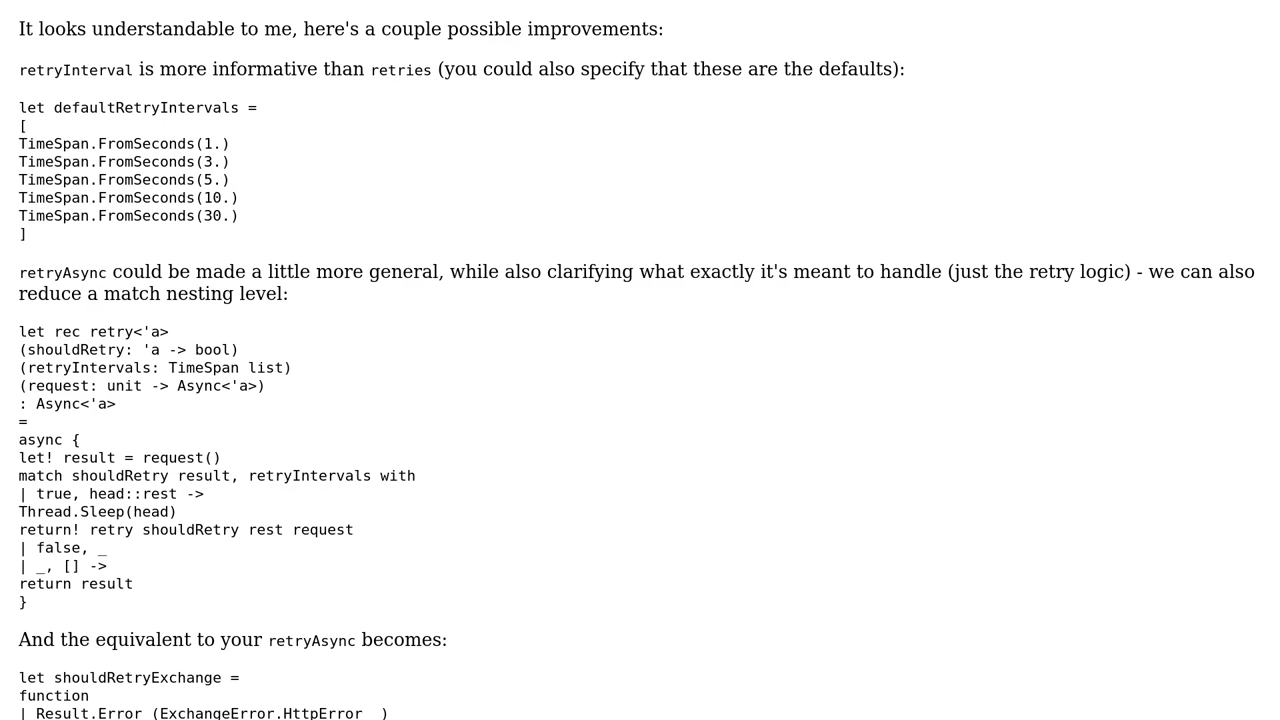 It looks understandable to me, here's a couple possible improvements:
retryInterval is more informative than retries (you could also specify that these are the defaults):
let defaultRetryIntervals =
[
TimeSpan.FromSeconds(1.)
TimeSpan.FromSeconds(3.)
TimeSpan.FromSeconds(5.)
TimeSpan.FromSeconds(10.)
TimeSpan.FromSeconds(30.)
]
retryAsync could be made a little more general, while also clarifying what exactly it's meant to handle (just the retry logic) - we can also
reduce a match nesting level:
let rec retry<'a>
(shouldRetry: 'a -> bool)
(retryIntervals: TimeSpan list)
(request: unit -> Async<'a>)
: Async<'a>
=
async {
let! result = request()
match shouldRetry result, retryIntervals with
| true, head::rest ->
Thread.Sleep(head)
return! retry shouldRetry rest request
| false, _
| _, [] ->
return result
}
And the equivalent to your retryAsync becomes:
let shouldRetryExchange =
function
| Result.Error (ExchangeError.HttpError _)